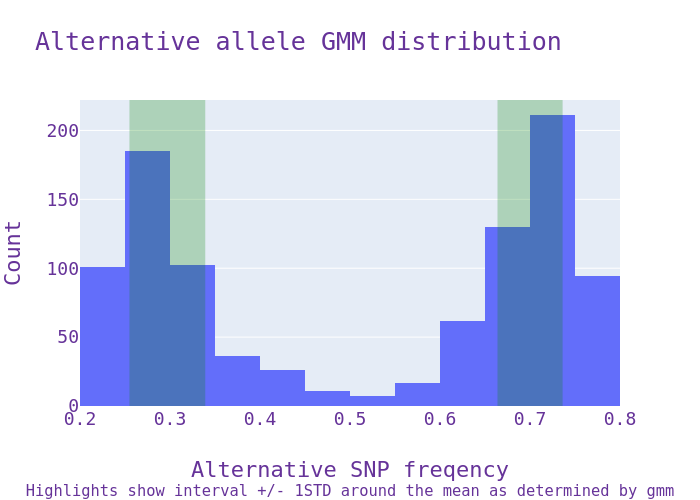 Alternative allele GMM distribution
200
150
100
50
0
Count
0.2 0.3 0.4 0.5 0.6 0.7 0.8
Alternative SNP freqency
Highlights show interval +/- 1STD around the mean as determined by gmm